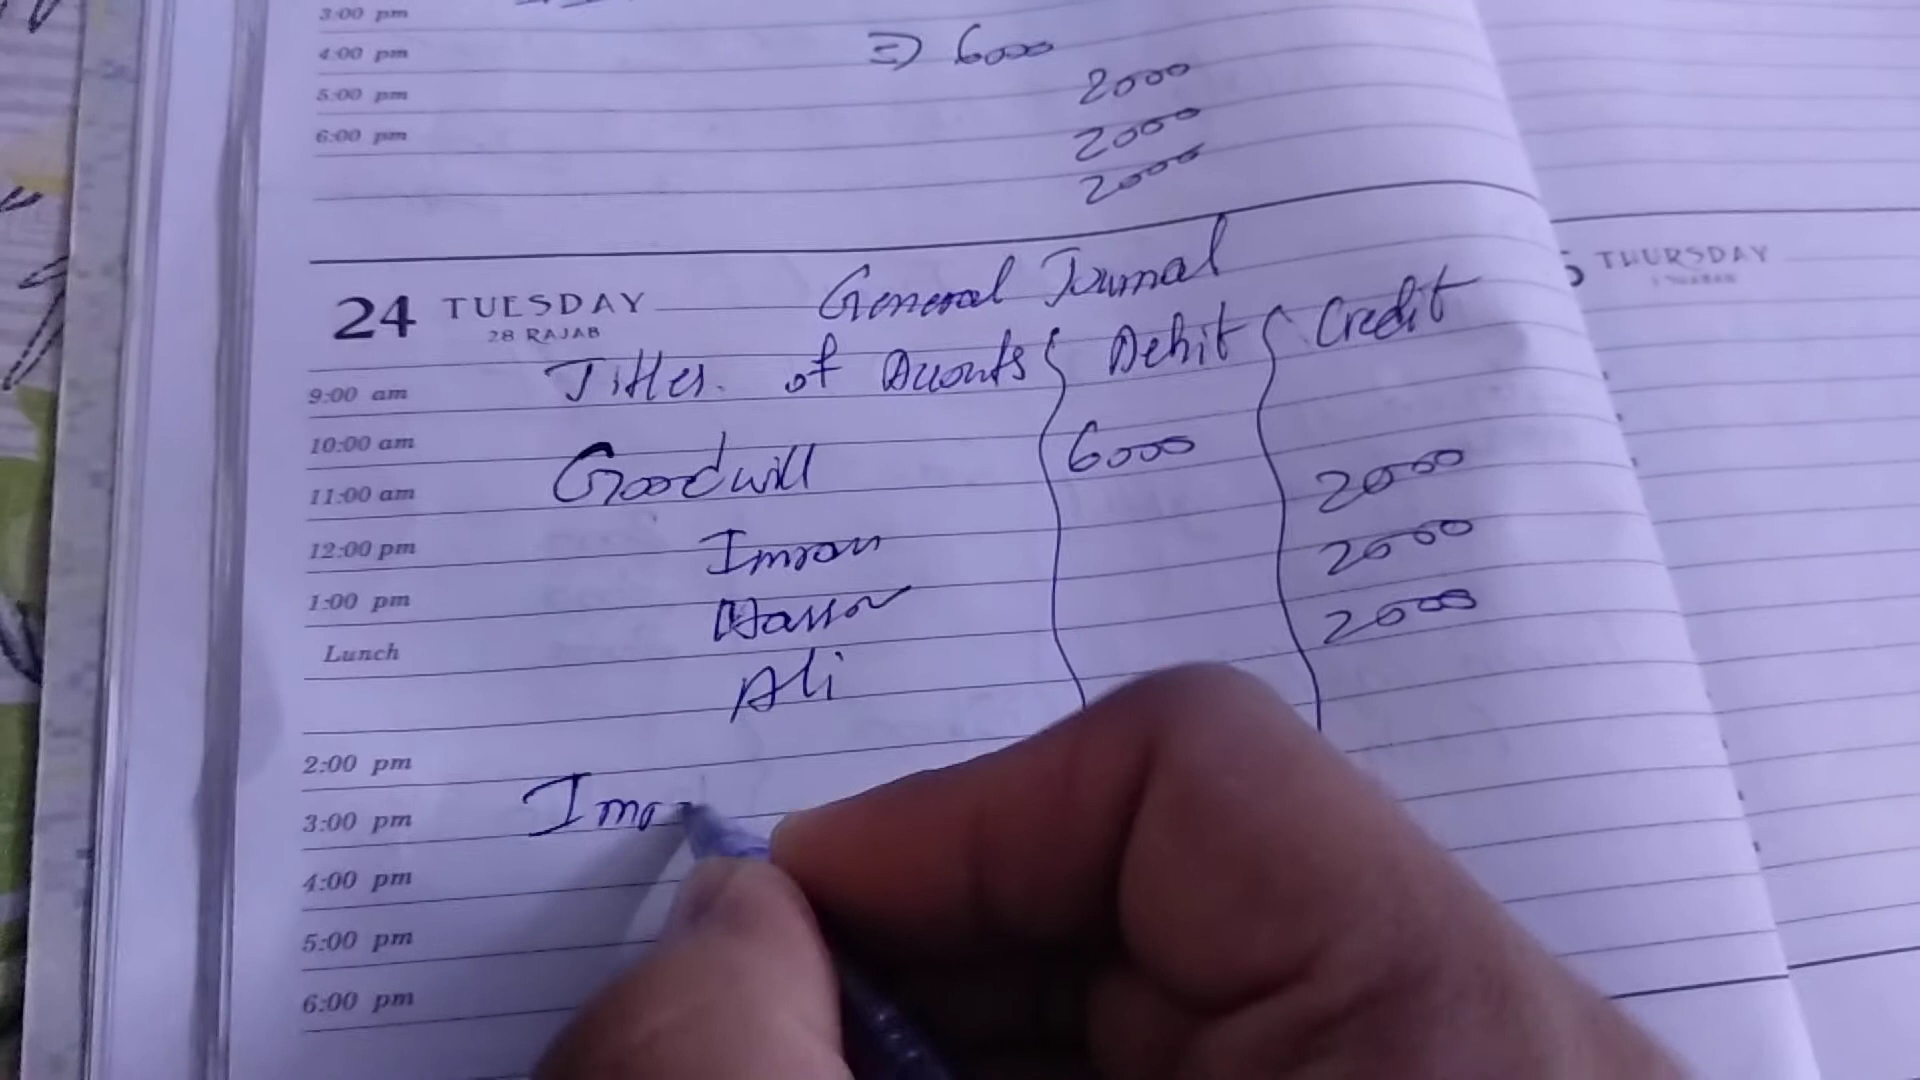 3:00 pm
4:00 pm => 6000
5:00 pm 2000
6:00 pm 2000
2000
24 TUESDAY General Journal
28 RAJAB
THURSDAY
9:00 am Titles. of Accounts Debit Credit
10:00 am Goodwill 6000
11:00 am 2000
12:00 pm Imran 2000
1:00 pm Hassan 2000
Lunch
Ali
2:00 pm
3:00 pm Imra
4:00 pm
5:00 pm
6:00 pm